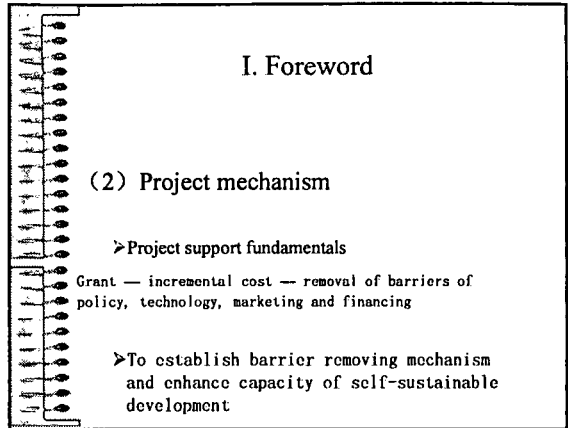 I. Foreword
（2）Project mechanism
➢Project support fundamentals
Grant — incremental cost — removal of barriers of
policy, technology, marketing and financing
➢To establish barrier removing mechanism
and enhance capacity of self-sustainable
development